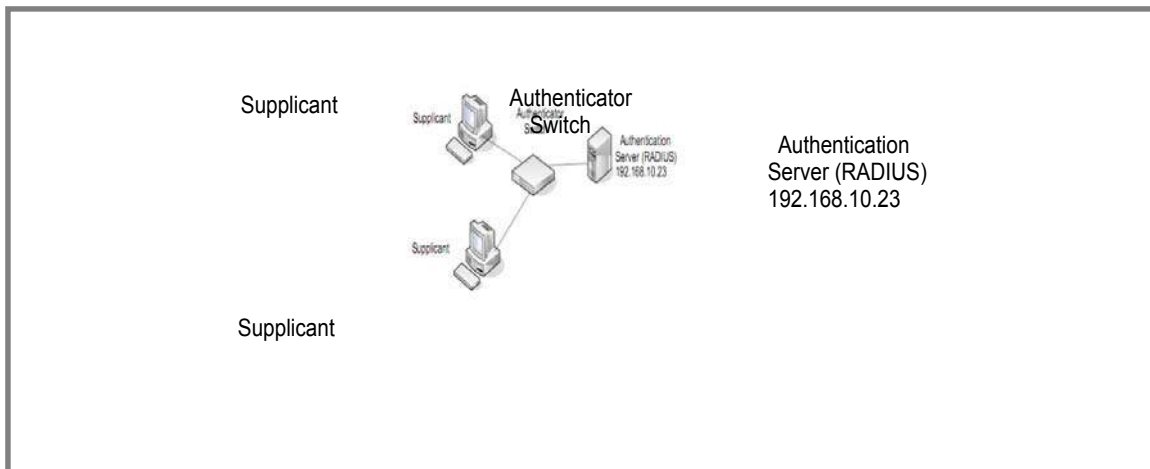 Supplicant
Authenticator
Switch
Supplicant
Authenticator
Authentication
Server (RADIUS)
192.168.10.23
Authentication
Server (RADIUS)
192.168.10.23
Supplicant
Supplicant